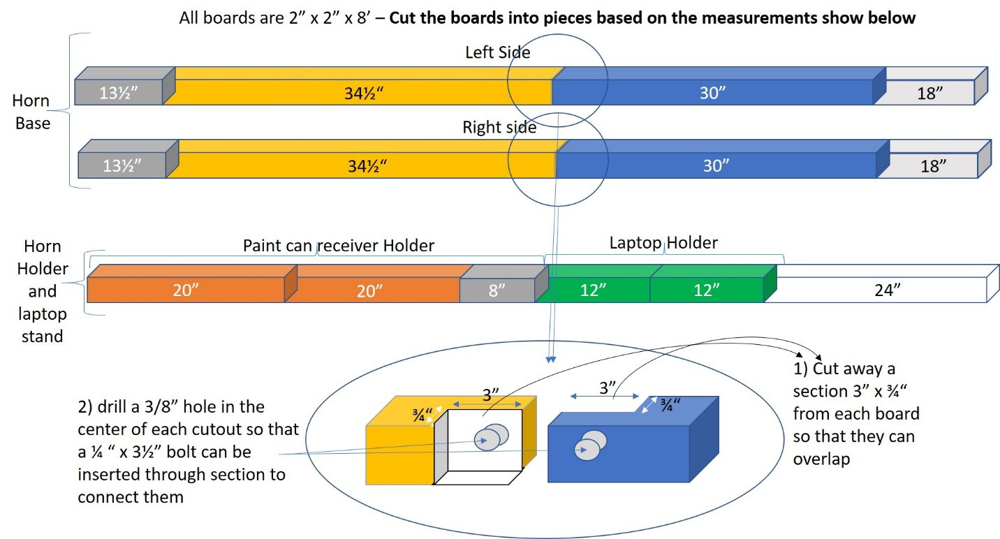 All boards are 2” x 2” x 8’ – Cut the boards into pieces based on the measurements show below
Left Side
Horn
Base
13½”
34½“
30”
18”
Right side
13½”
34½“
30”
18”
Horn
Holder
and
laptop
stand
Paint can receiver Holder
Laptop Holder
20”
20”
8”
12”
12”
24”
1) Cut away a
section 3” x ¾“
from each board
so that they can
overlap
2) drill a 3/8” hole in the
center of each cutout so that
a ¼ “ x 3½” bolt can be
inserted through section to
connect them
3”
¾“
3”
¾“